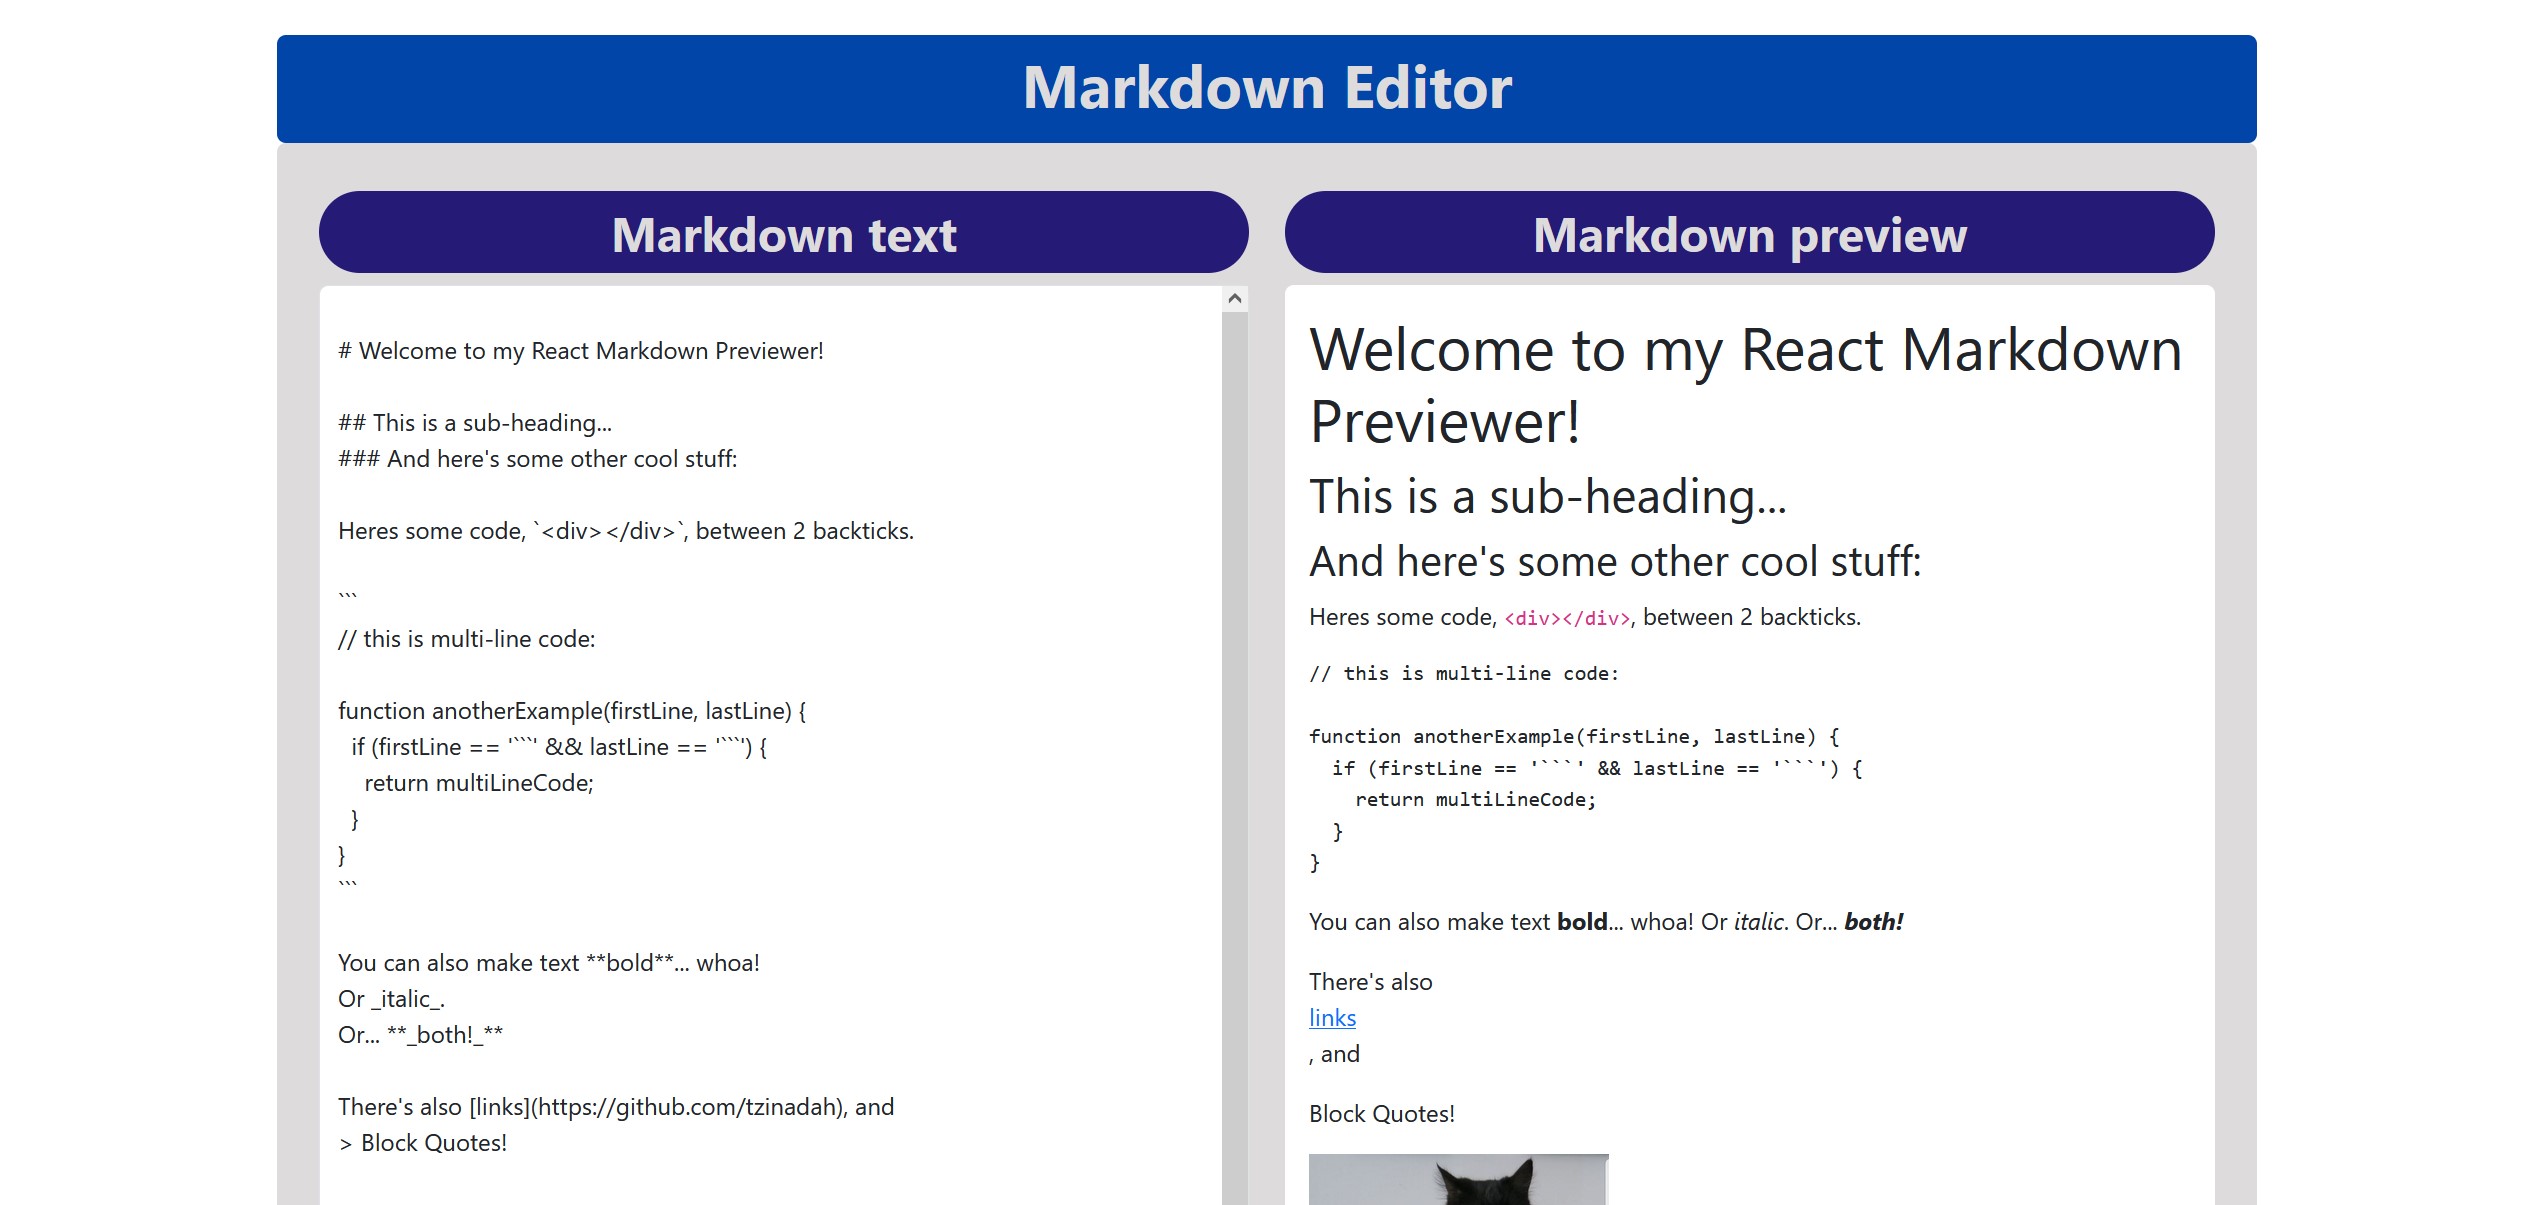 Markdown Editor
Markdown text
# Welcome to my React Markdown Previewer!
## This is a sub-heading...
### And here's some other cool stuff:
Heres some code, `<div></div>`, between 2 backticks.
```
// this is multi-line code:
function anotherExample(firstLine, lastLine) {
  if (firstLine == '```' && lastLine == '```') {
    return multiLineCode;
  }
}
```
You can also make text **bold**... whoa!
Or _italic_.
Or... **_both!_**
There's also [links](https://github.com/tzinadah), and
> Block Quotes!
Markdown preview
Welcome to my React Markdown
Previewer!
This is a sub-heading...
And here's some other cool stuff:
Heres some code, <div></div>, between 2 backticks.
// this is multi-line code:
function anotherExample(firstLine, lastLine) {
  if (firstLine == '```' && lastLine == '```') {
    return multiLineCode;
  }
}
You can also make text bold... whoa! Or italic. Or... both!
There's also
links
, and
Block Quotes!